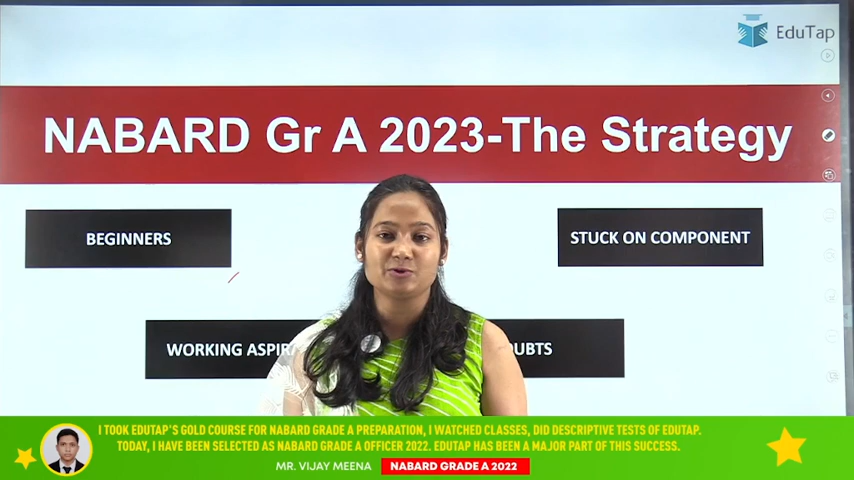 EduTap
NABARD Gr A 2023-The Strategy
BEGINNERS
STUCK ON COMPONENT
WORKING
I TOOK EDUTAP'S GOLD COURSE FOR NABARD GRADE A PREPARATION, I WATCHED CLASSES, DID DESCRIPTIVE TESTS OF EDUTAP.
TODAY, I HAVE BEEN SELECTED AS NABARD GRADE A OFFICER 2022. EDUTAP HAS BEEN A MAJOR PART OF THIS SUCCESS.
MR. VIJAY MEENA NABARD GRADE A 2022